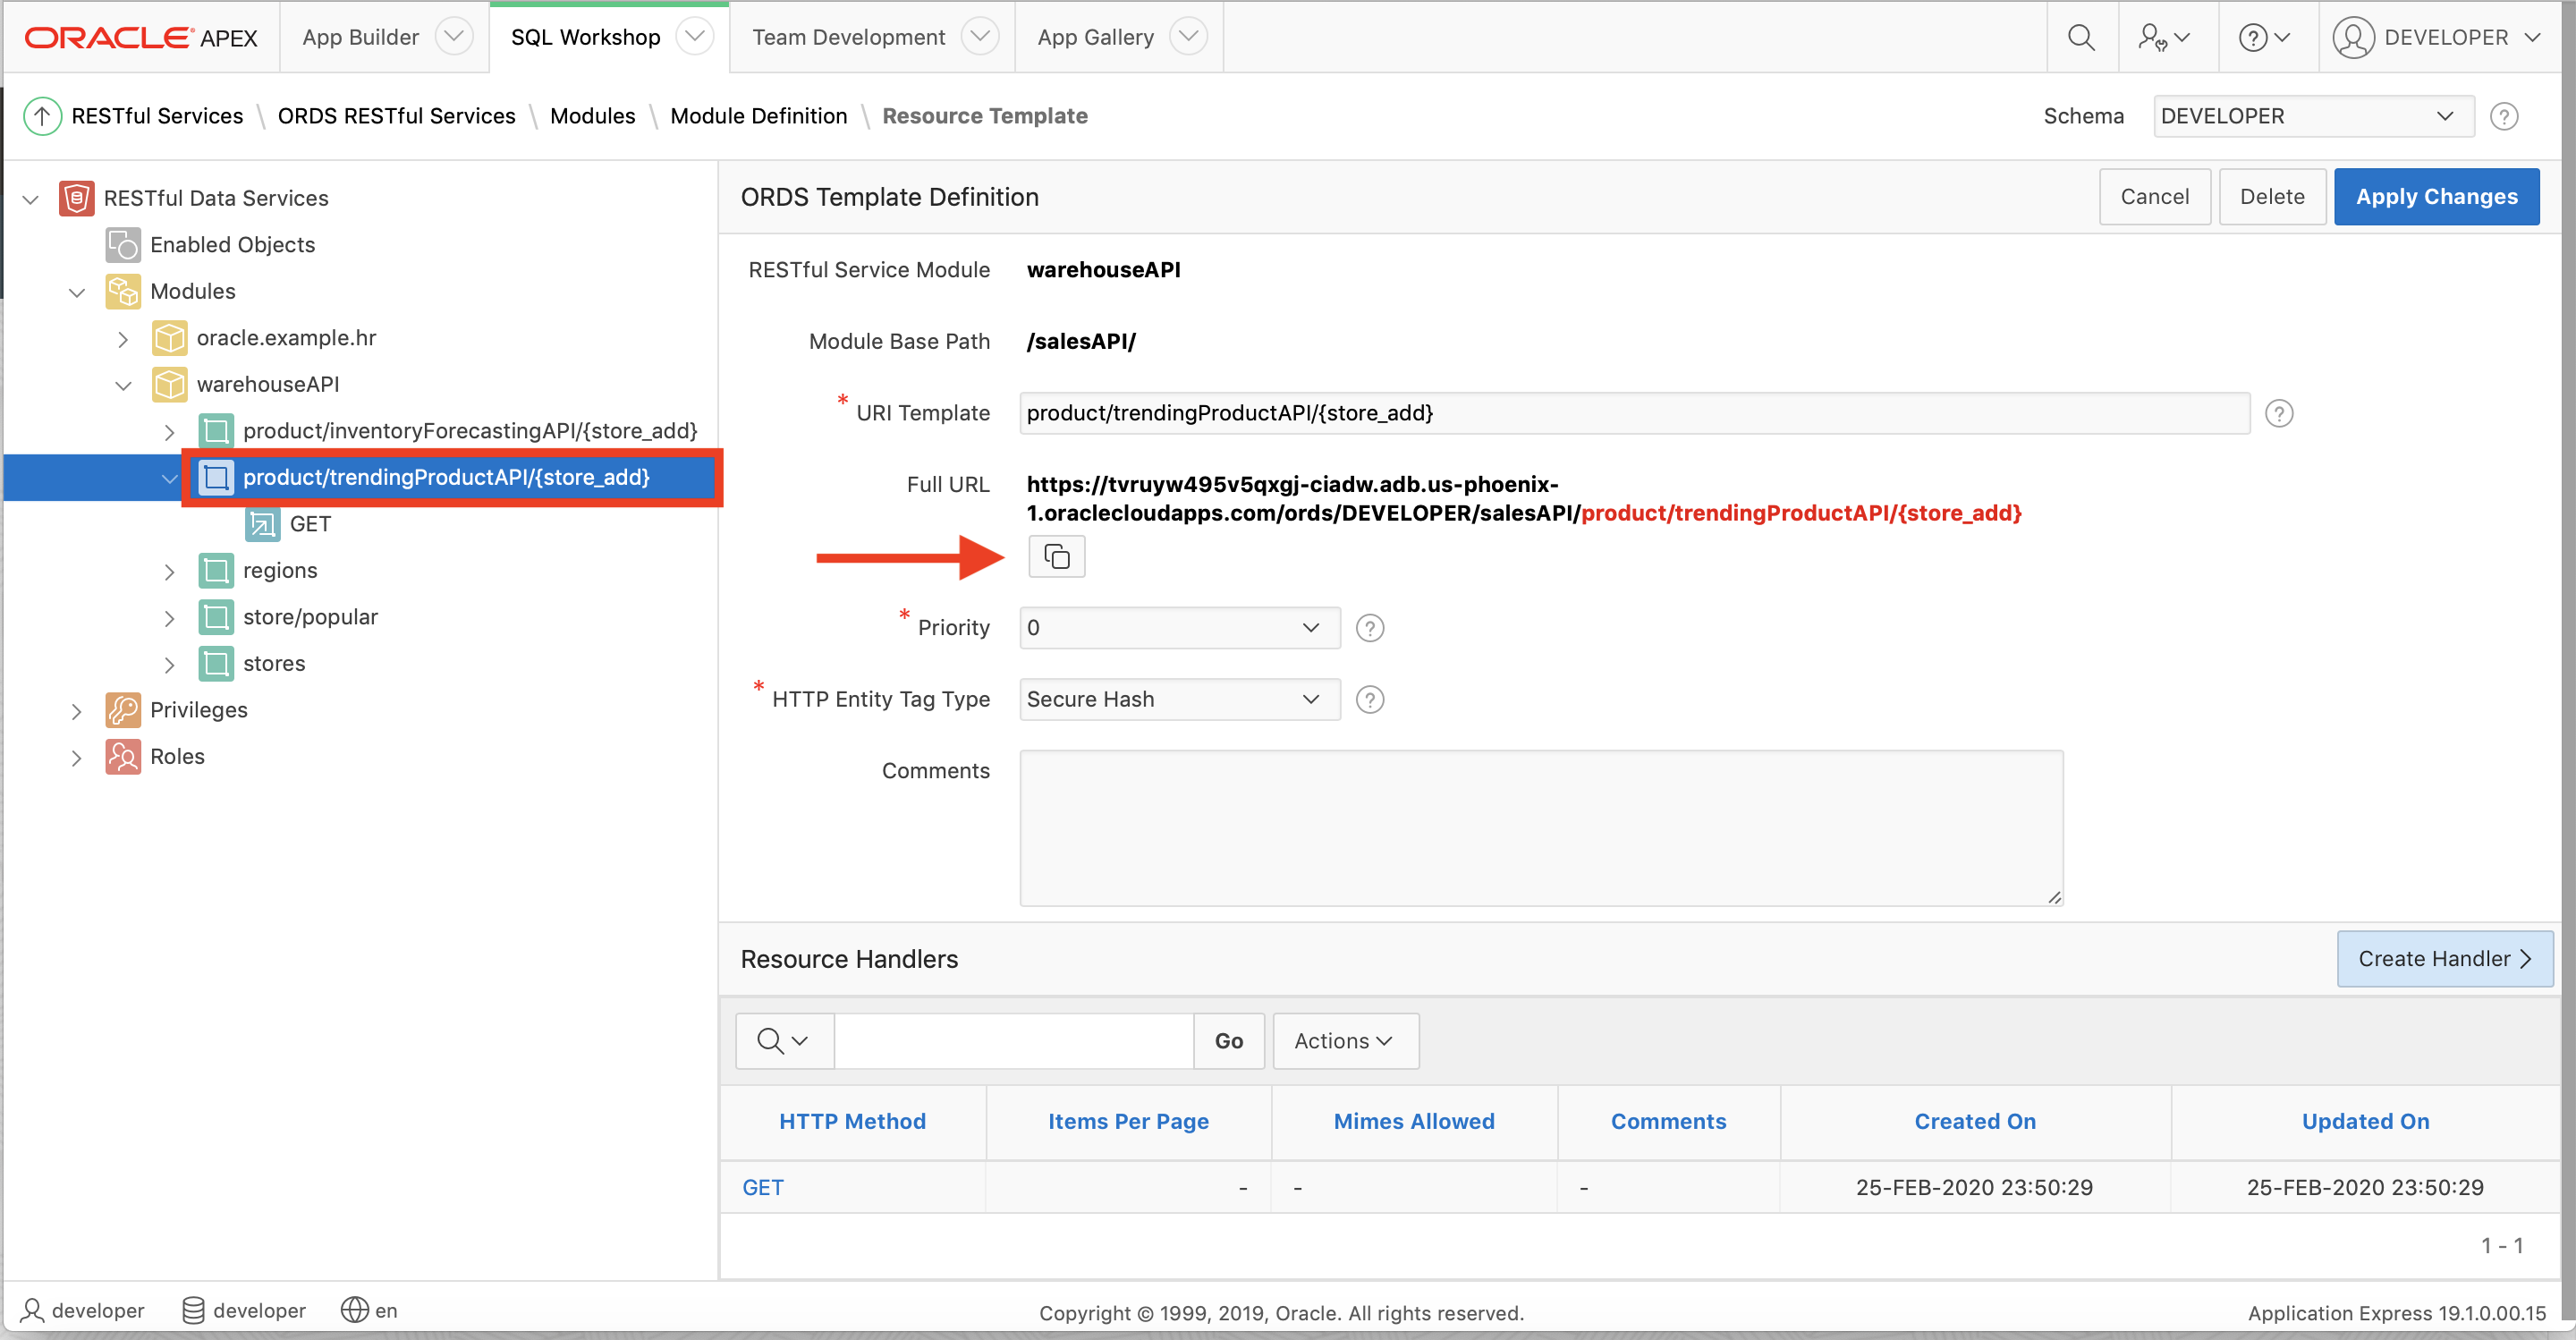 ORACLE APEX App Builder SQL Workshop Team Development App Gallery DEVELOPER
RESTful Services \ ORDS RESTful Services \ Modules \ Module Definition \ Resource Template Schema DEVELOPER
RESTful Data Services
Enabled Objects
Modules
oracle.example.hr
warehouseAPI
product/inventoryForecastingAPI/{store_add}
product/trendingProductAPI/{store_add}
GET
regions
store/popular
stores
Privileges
Roles
ORDS Template Definition Cancel Delete Apply Changes
RESTful Service Module warehouseAPI
Module Base Path /salesAPI/
* URI Template product/trendingProductAPI/{store_add}
Full URL https://tvruyw495v5qxgj-ciadw.adb.us-phoenix-
1.oraclecloudapps.com/ords/DEVELOPER/salesAPI/product/trendingProductAPI/{store_add}
* Priority 0
* HTTP Entity Tag Type Secure Hash
Comments
Resource Handlers Create Handler
Go Actions
HTTP Method Items Per Page Mimes Allowed Comments Created On Updated On
GET - - - 25-FEB-2020 23:50:29 25-FEB-2020 23:50:29
1 - 1
developer developer en Copyright © 1999, 2019, Oracle. All rights reserved. Application Express 19.1.0.00.15